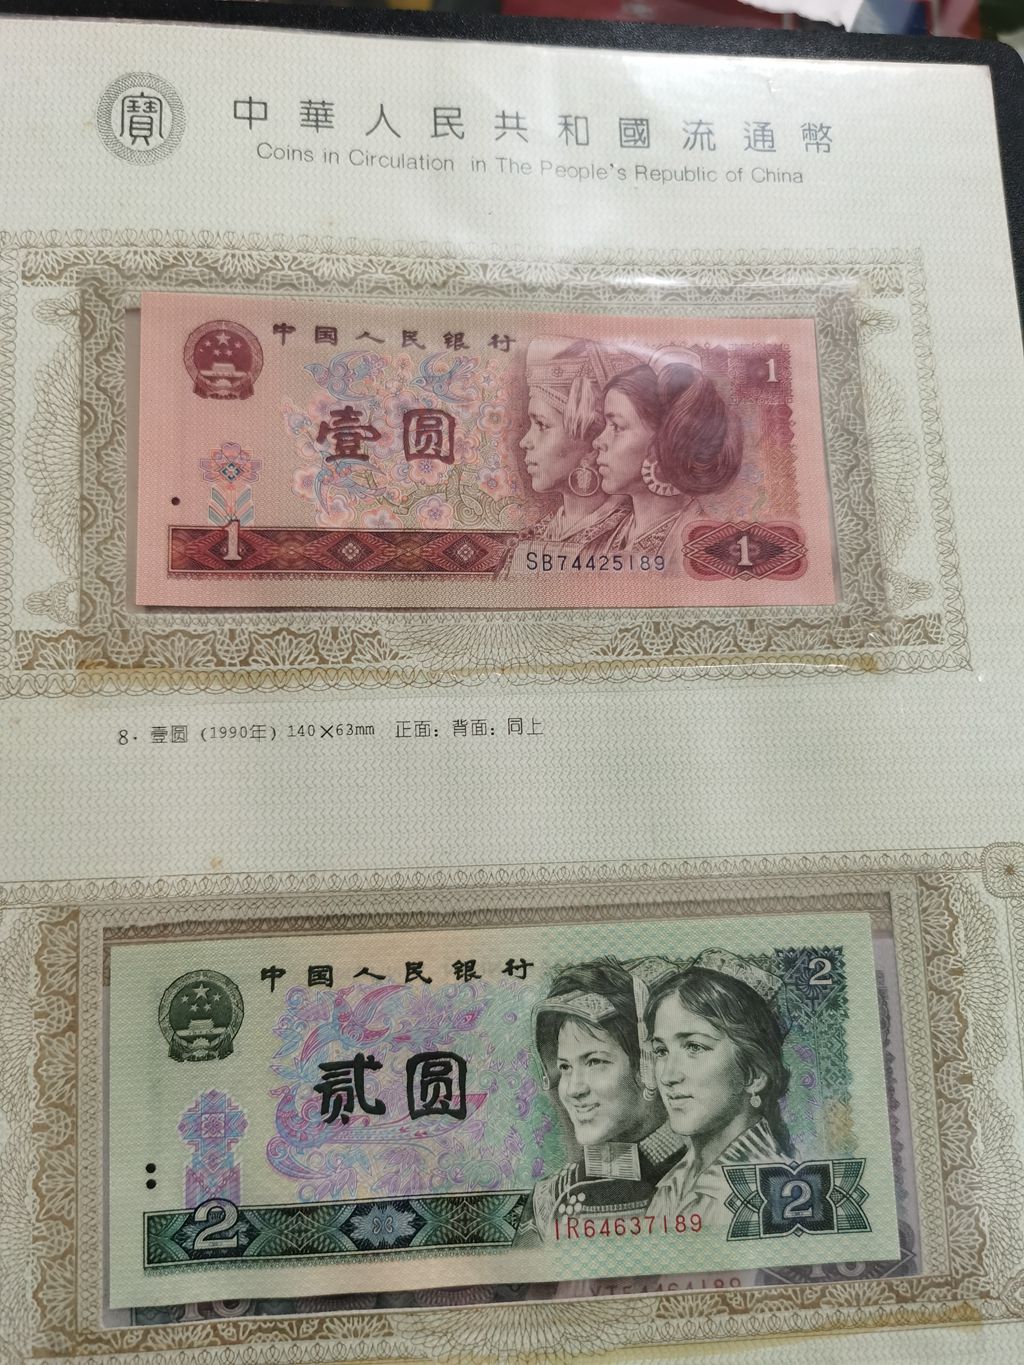 寶
中華人民共和國流通幣
Coins in Circulation in The People's Republic of China
中国人民银行
1
壹圆
1
SB74425189
1
8. 壹圆 (1990年) 140×63mm 正面: 背面: 同上
中国人民银行
2
贰圆
2
IR64637189
2